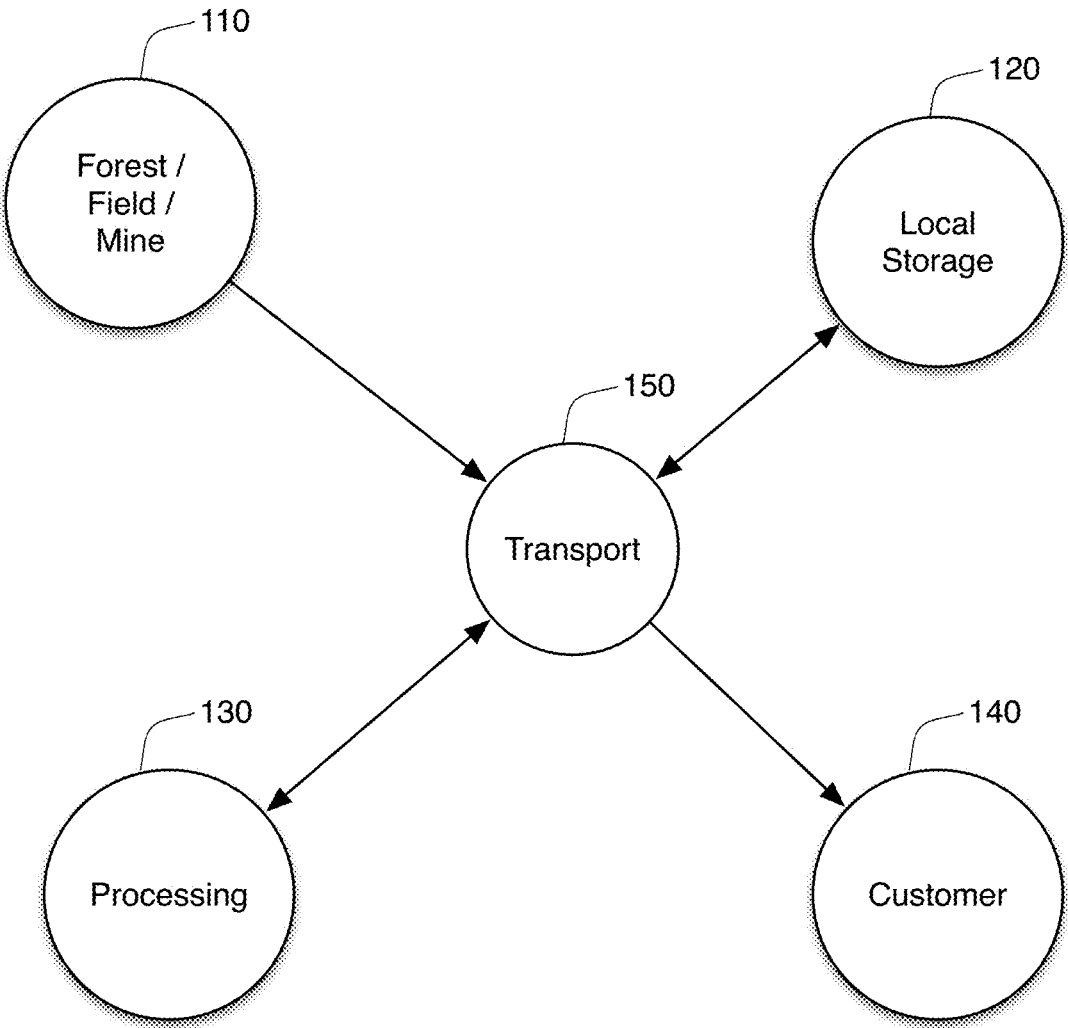 110
Forest /
Field /
Mine
120
Local
Storage
150
Transport
130
Processing
140
Customer